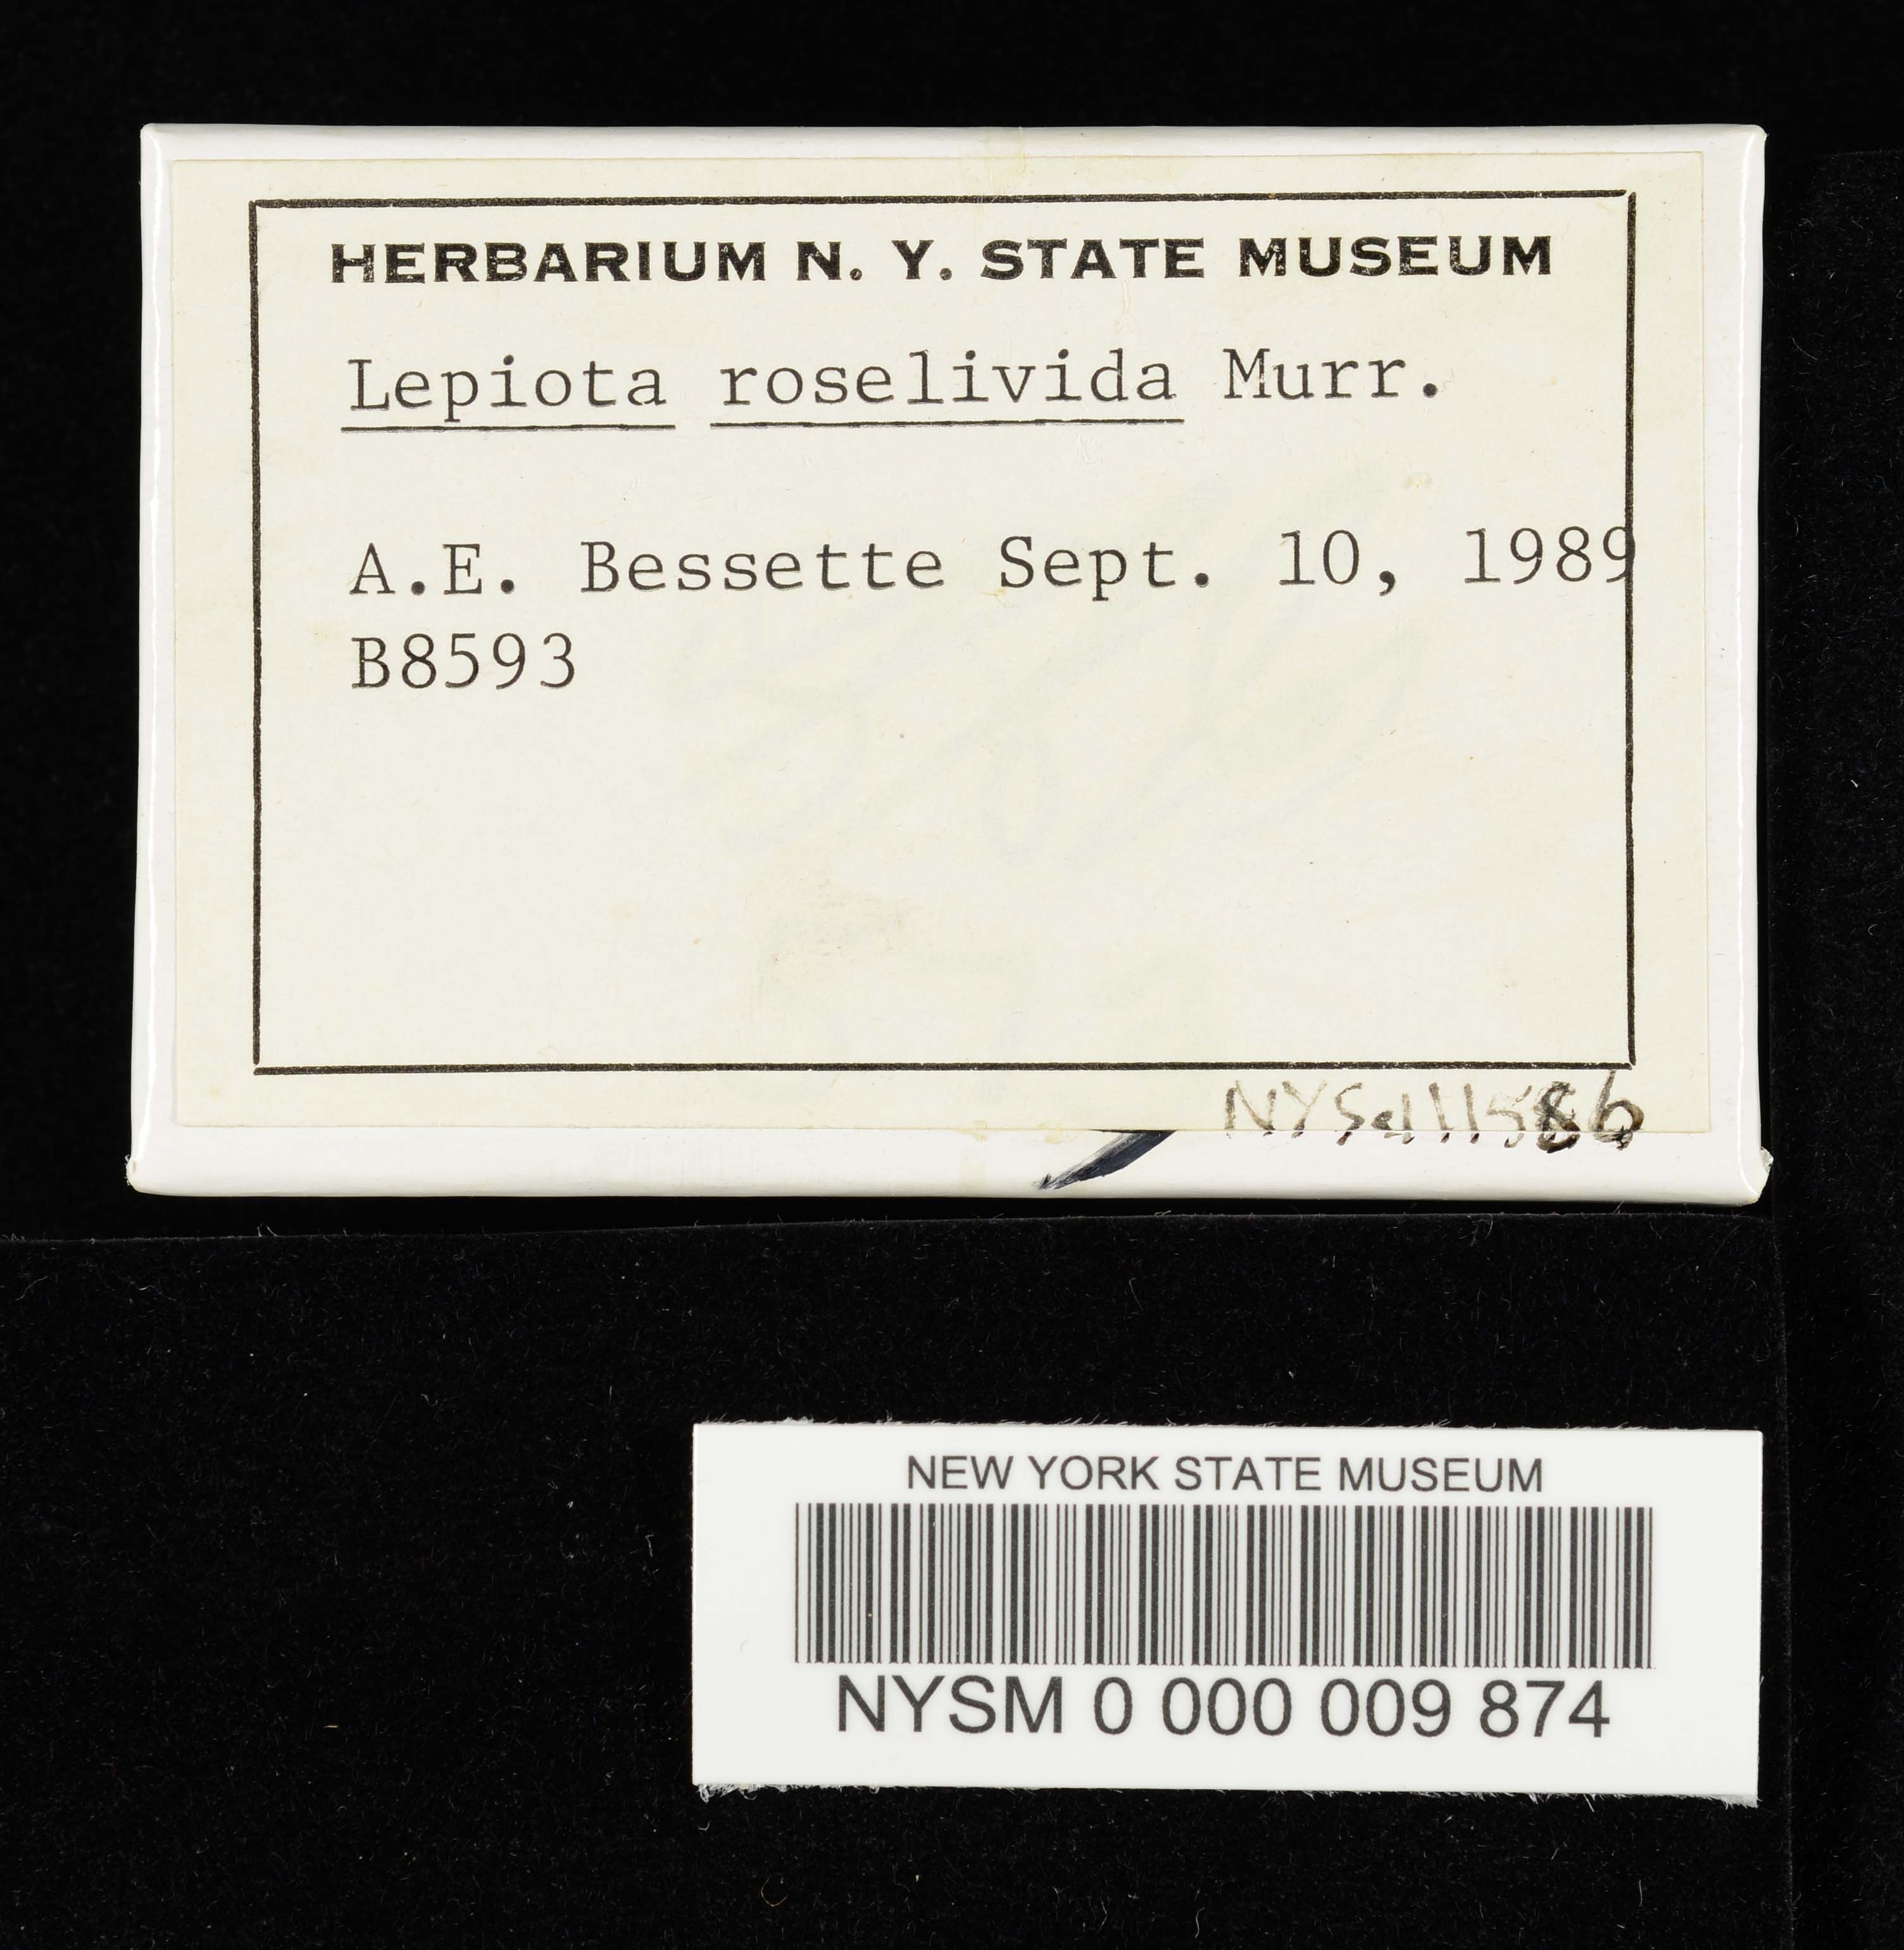 HERBARIUM N. Y. STATE MUSEUM
Lepiota roselivida Murr.
A.E. Bessette Sept. 10, 1989
B8593
NEW YORK STATE MUSEUM
NYSM 0 000 009 874